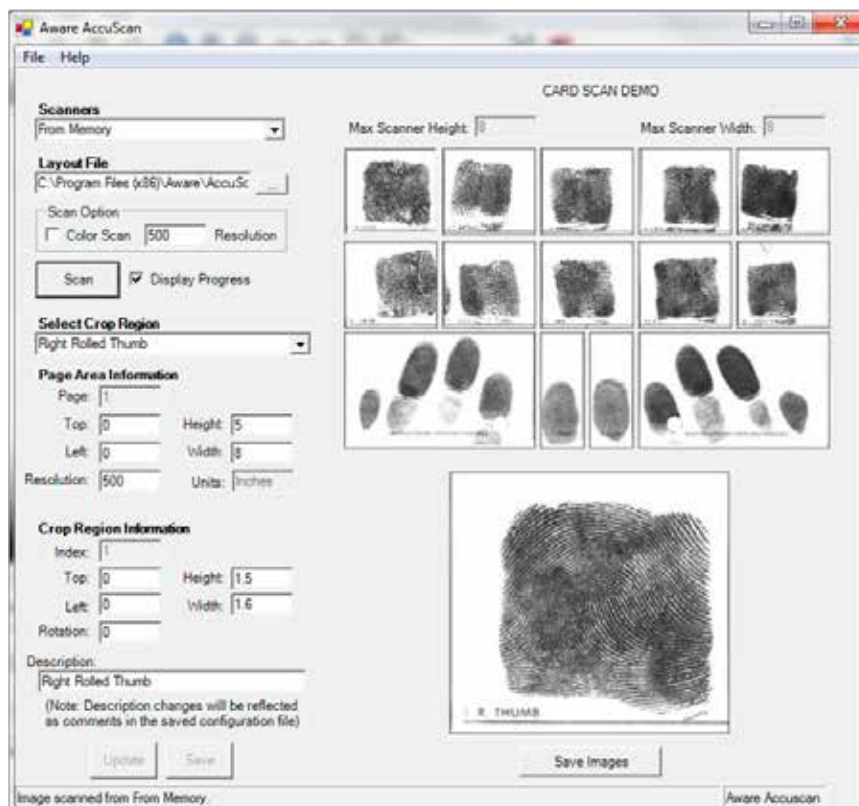 Aware AccuScan
File Help
CARD SCAN DEMO
Scanners
From Memory
Max Scanner Height: 8 Max Scanner Width: 8
Layout File
C:\Program Files (x86)\Aware\AccuSc ...
Scan Option
Color Scan 500 Resolution
Scan Display Progress
Select Crop Region
Right Rolled Thumb
Page Area Information
Page: 1
Top: 0 Height: 5
Left: 0 Width: 8
Resolution: 500 Units: Inches
Crop Region Information
Index: 1
Top: 0 Height: 1.5
Left: 0 Width: 1.6
Rotation: 0
Description:
Right Rolled Thumb
(Note: Description changes will be reflected
as comments in the saved configuration file)
R. THUMB
Update Save Save Images
Image scanned from From Memory. Aware Accuscan